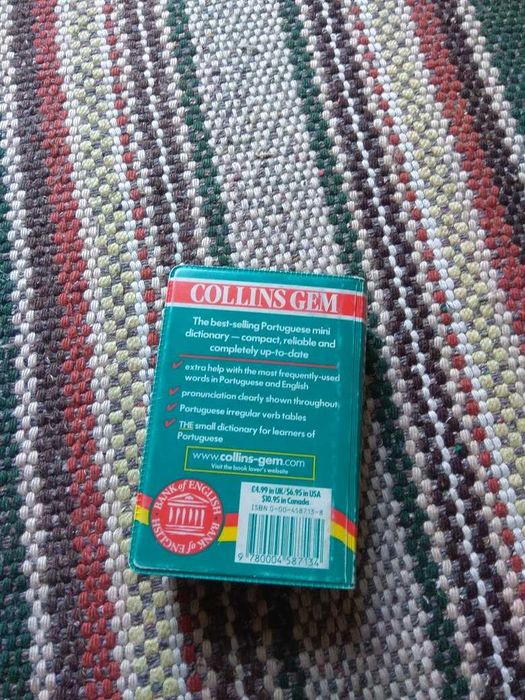 COLLINS GEM
The best-selling Portuguese mini
dictionary — compact, reliable and
completely up-to-date
✓ extra help with the most frequently-used
words in Portuguese and English
✓ pronunciation clearly shown throughout
✓ Portuguese irregular verb tables
✓ THE small dictionary for learners of
Portuguese
www.collins-gem.com
Visit the book lover's website
BANK of ENGLISH
BANK of ENGLISH
£4.99 in UK/$6.95 in USA
$10.95 in Canada
ISBN 0-00-458713-8
9 780004 587134